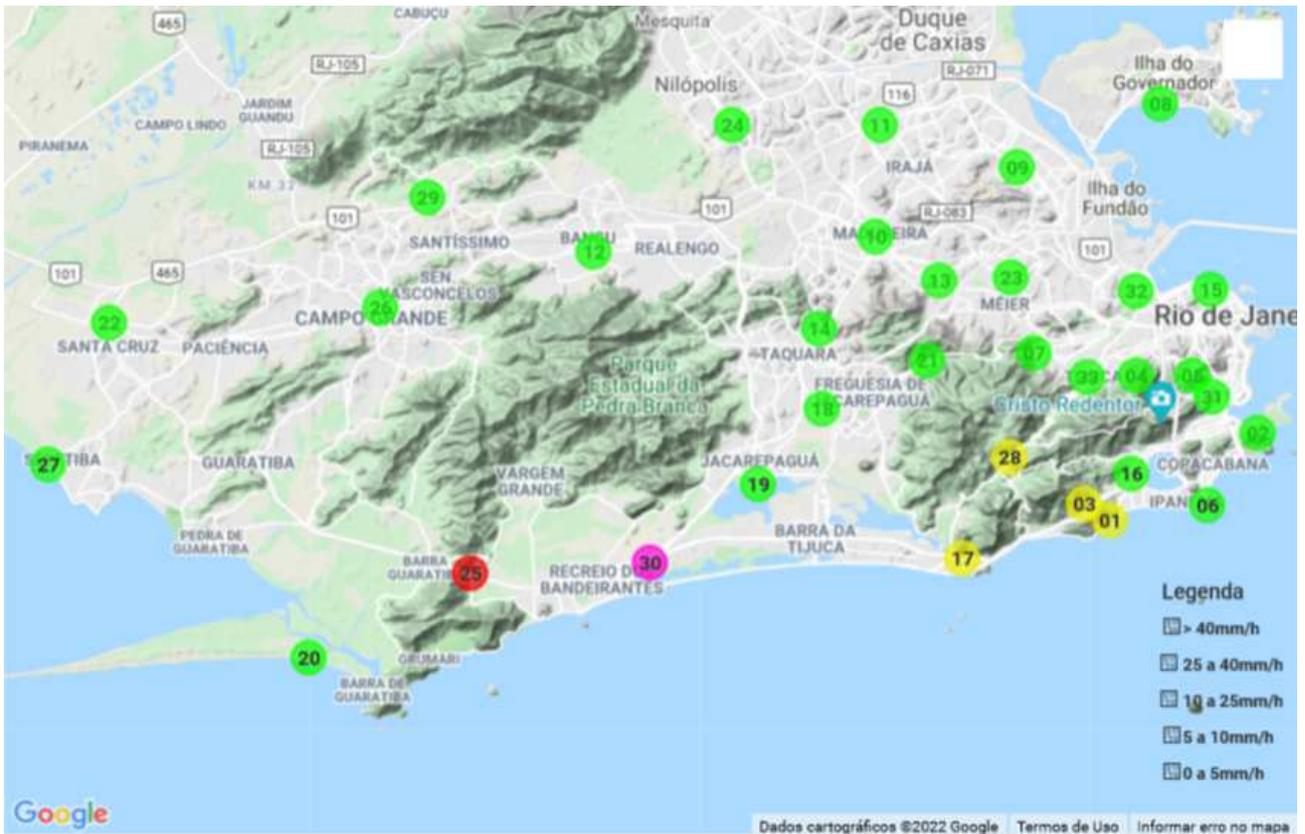 465
CABUÇU
Mesquita
Duque
de Caxias
RJ-105
RJ-071
Ilha do
Governador
Nilópolis
116
08
JARDIM
GUANDU
24
11
CAMPO LINDO
PIRANEMA
RJ-105
IRAJÁ
09
KM 32
29
Ilha do
Fundão
101
101
RJ-083
SANTÍSSIMO
12
REALENGO
10
101
101
465
SEN
VASCONCELOS
13
23
MÉIER
32
15
26
CAMPO GRANDE
Rio de Jane
22
SANTA CRUZ
PACIÊNCIA
14
TAQUARA
21
07
Parque
Estadual da
Pedra Branca
FREGUESIA DE
JACAREPAGUÁ
33
04
05
31
Cristo Redentor
18
02
27
GUARATIBA
VARGEM
GRANDE
JACAREPAGUÁ
28
16
COPACABANA
19
03
01
06
PEDRA DE
GUARATIBA
BARRA DA
TIJUCA
17
BARRA
25
30
RECREIO
BANDEIRANTES
20
GRUMARI
BARRA DE
GUARATIBA
Legenda
> 40mm/h
25 a 40mm/h
10 a 25mm/h
5 a 10mm/h
0 a 5mm/h
Google
Dados cartográficos ©2022 Google
Termos de Uso
Informar erro no mapa